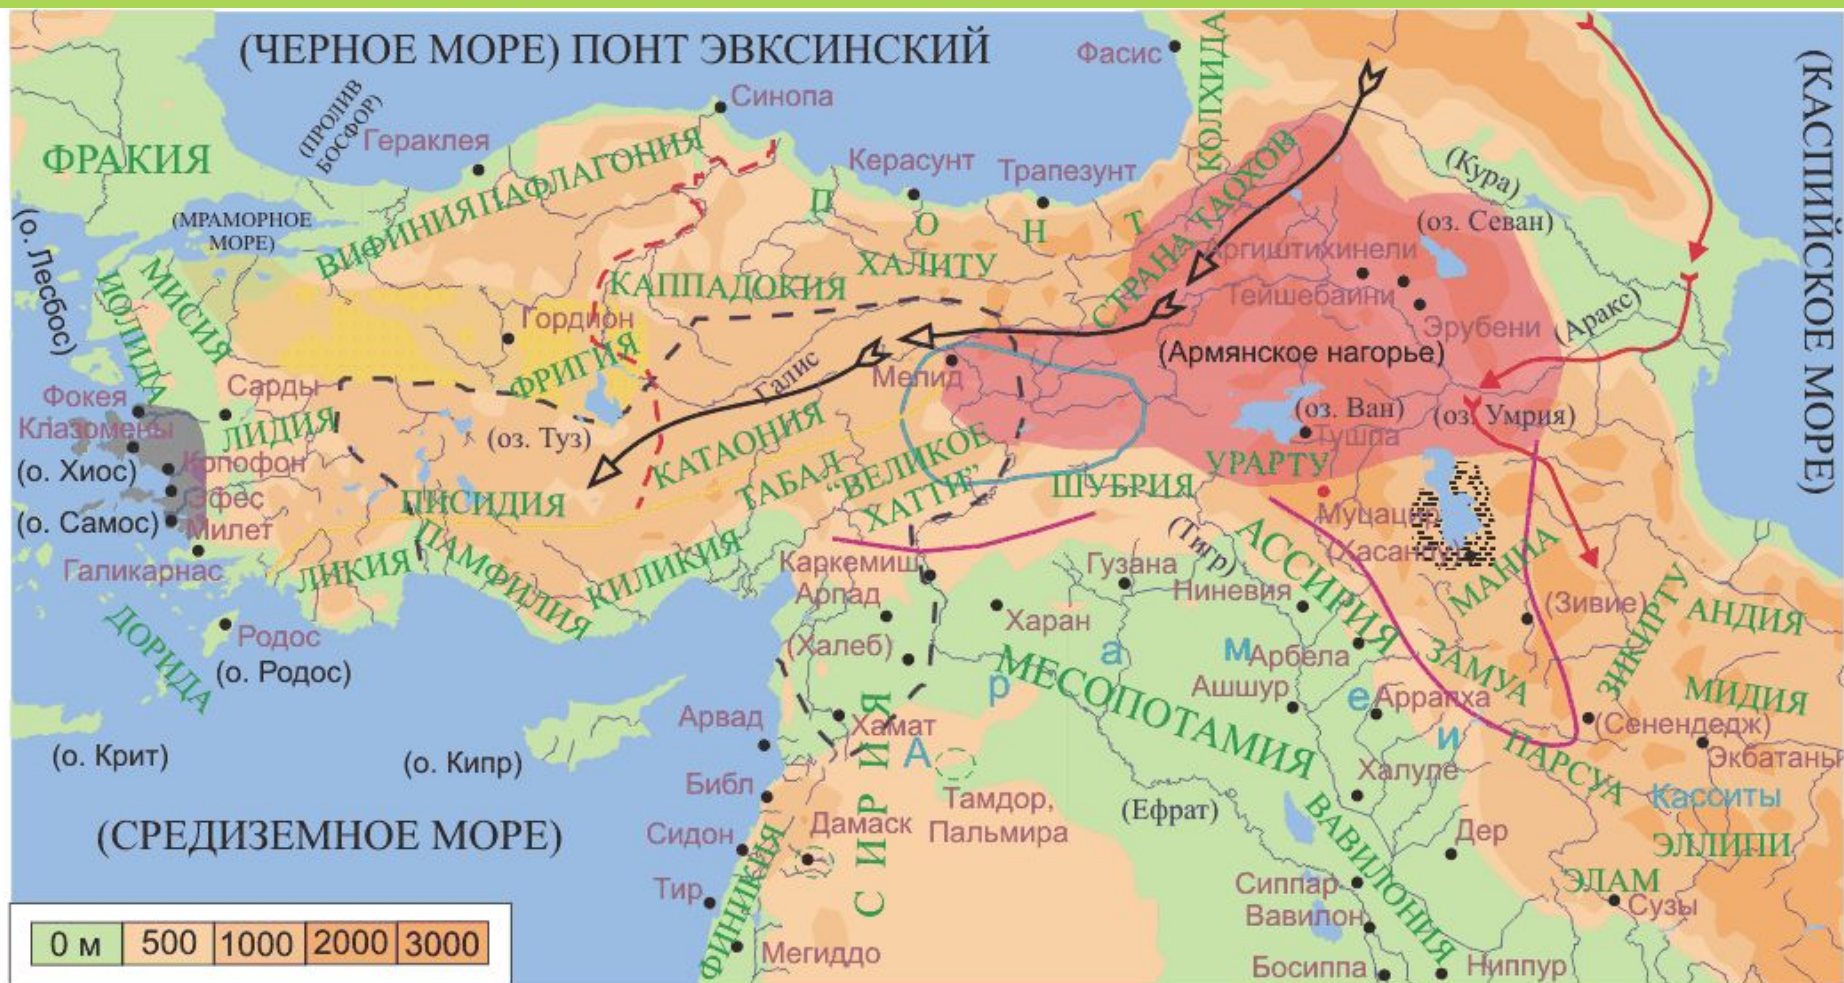 (ЧЕРНОЕ МОРЕ) ПОНТ ЭВКСИНСКИЙ
(КАСПИЙСКОЕ МОРЕ)
Фасис
КОЛХИДА
Синопа
(ПРОЛИВ
БОСФОР)
Гераклея
ФРАКИЯ
ВИФИНИЯ
ПАФЛАГОНИЯ
Керасунт
Трапезунт
П О Н Т
(Кура)
(оз. Севан)
СТРАНА ТАОХОВ
(МРАМОРНОЕ
МОРЕ)
(о. Лесбос)
ИОЛИДА
МИСИЯ
КАППАДОКИЯ
ХАЛИТУ
Аргиштихинели
Тейшебаини
Эрубени
(Аракс)
Гордион
ФРИГИЯ
Галис
Мелид
(Армянское нагорье)
Фокея
Сарды
Клазомены
ЛИДИЯ
(оз. Туз)
(оз. Ван)
(оз. Умрия)
Тушпа
КАТАОНИЯ
ТАБАЛ
“ВЕЛИКОЕ
ХАТТИ”
УРАРТУ
ШУБРИЯ
(о. Хиос)
Колофон
Эфес
(о. Самос)
Милет
ПИСИДИЯ
Муцацир
(Хасанлу)
(Тигр)
АССИРИЯ
МАННА
Галикарнас
ЛИКИЯ
ПАМФИЛИЯ
КИЛИКИЯ
Каркемиш
Арпад
Гузана
Ниневия
(Зивие)
ЗИКИРТУ
АНДИЯ
ДОРИДА
Родос
(о. Родос)
(Халеб)
Харан
А р а м е и
Арбела
ЗАМУА
МЕСОПОТАМИЯ
Ашшур
Аррапха
МИДИЯ
Арвад
Хамат
СИРИЯ
(Сенендедж)
ПАРСУА
Экбатаны
(о. Крит)
(о. Кипр)
Библ
Халуле
Касситы
Тамдор,
Пальмира
(Ефрат)
(СРЕДИЗЕМНОЕ МОРЕ)
Сидон
Дамаск
ВАВИЛОНИЯ
Дер
ЭЛЛИПИ
Тир
ФИНИКИЯ
Сиппар
Вавилон
ЭЛАМ
Сузы
0 м 500 1000 2000 3000
Мегиддо
Босиппа
Ниппур